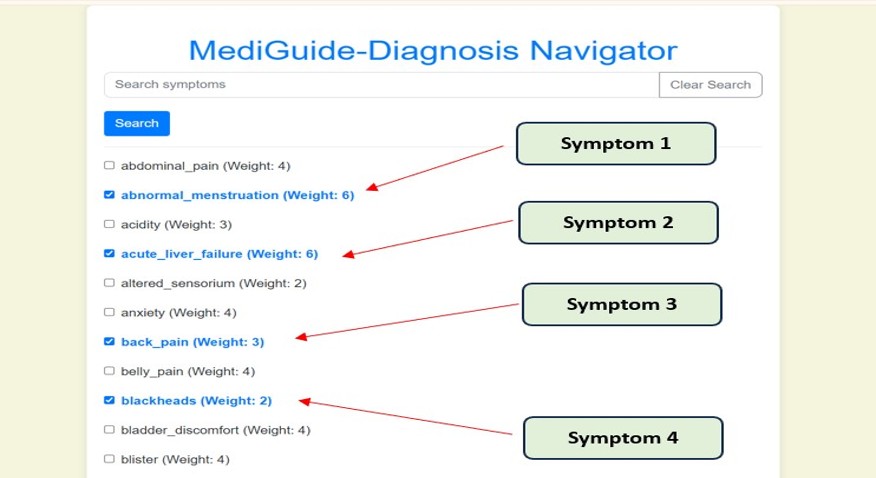 MediGuide-Diagnosis Navigator
Search symptoms
Clear Search
Search
Symptom 1
abdominal_pain (Weight: 4)
abnormal_menstruation (Weight: 6)
Symptom 2
acidity (Weight: 3)
acute_liver_failure (Weight: 6)
altered_sensorium (Weight: 2)
Symptom 3
anxiety (Weight: 4)
back_pain (Weight: 3)
belly_pain (Weight: 4)
blackheads (Weight: 2)
bladder_discomfort (Weight: 4)
Symptom 4
blister (Weight: 4)